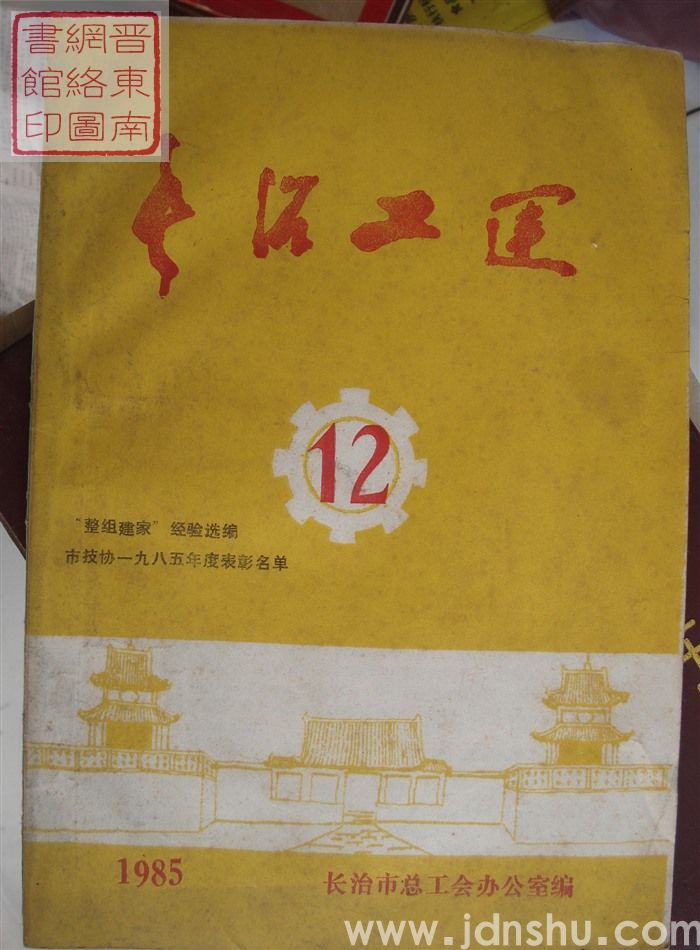 晋東南
網絡圖
書館印
长治工运
12
“整组建家”经验选编
市技协一九八五年度表彰名单
1985
长治市总工会办公室编
www.jdnshu.com